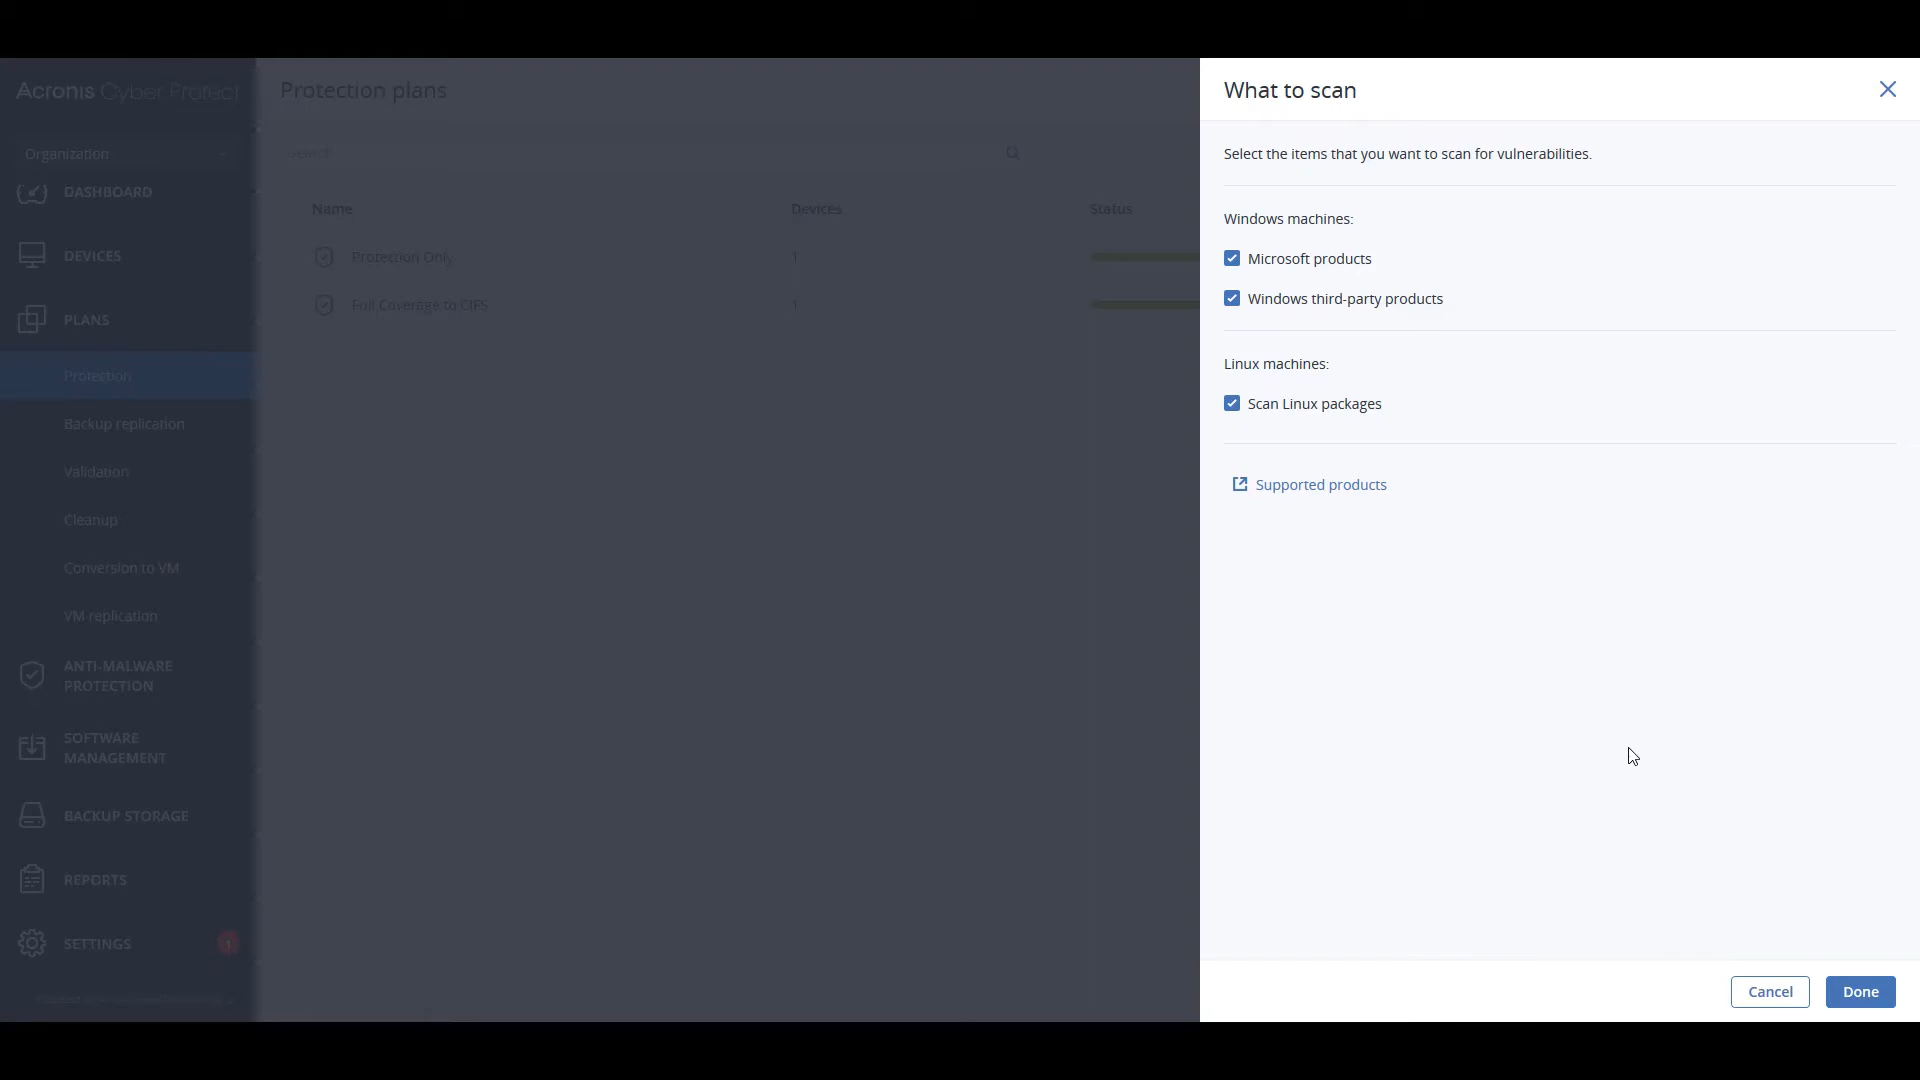 Acronis Cyber Protect
Organization
DASHBOARD
DEVICES
PLANS
Protection
Backup replication
Validation
Cleanup
Conversion to VM
VM replication
ANTI-MALWARE
PROTECTION
SOFTWARE
MANAGEMENT
BACKUP STORAGE
REPORTS
SETTINGS
1
Protection plans
Search
Name Devices Status
Protection Only 1
Full Coverage to CIFS 1
What to scan
Select the items that you want to scan for vulnerabilities.
Windows machines:
Microsoft products
Windows third-party products
Linux machines:
Scan Linux packages
Supported products
Cancel Done